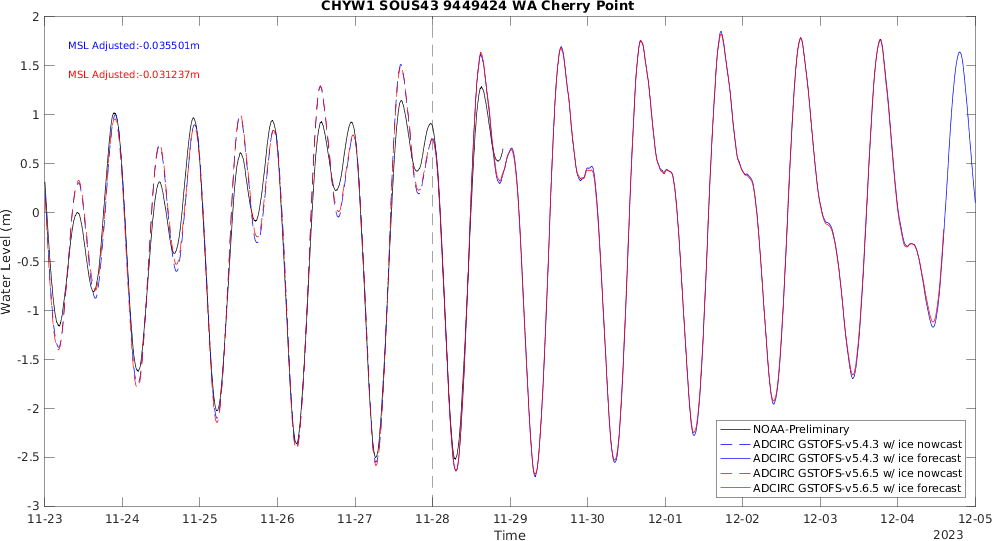 CHYW1 SOUS43 9449424 WA Cherry Point
MSL Adjusted:-0.035501m
MSL Adjusted:-0.031237m
Water Level (m)
2
1.5
1
0.5
0
-0.5
-1
-1.5
-2
-2.5
-3
NOAA-Preliminary
ADCIRC GSTOFS-v5.4.3 w/ ice nowcast
ADCIRC GSTOFS-v5.4.3 w/ ice forecast
ADCIRC GSTOFS-v5.6.5 w/ ice nowcast
ADCIRC GSTOFS-v5.6.5 w/ ice forecast
11-23 11-24 11-25 11-26 11-27 11-28 11-29 11-30 12-01 12-02 12-03 12-04 12-05
Time
2023